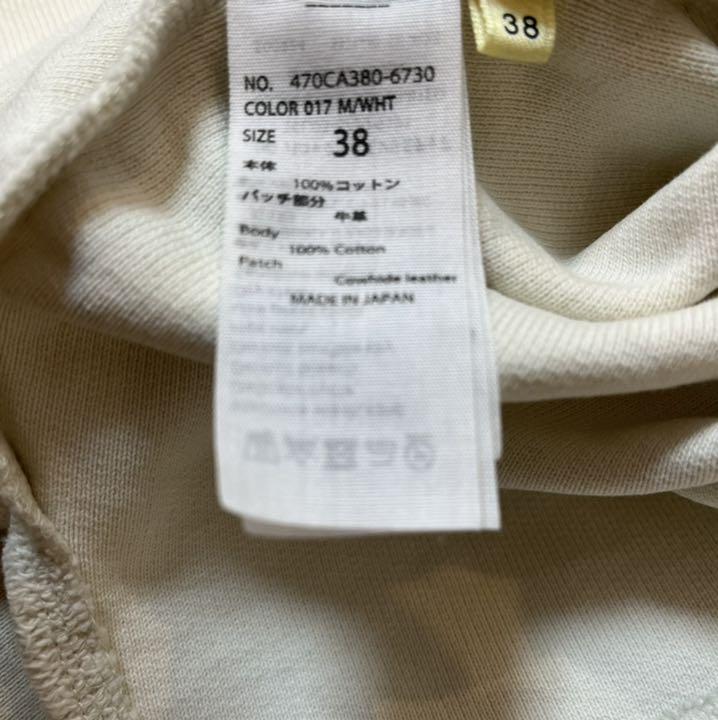 38
NO. 470CA380-6730
COLOR 017 M/WHT
SIZE 38
本体
100%コットン
パッチ部分
牛革
Body
100% Cotton
Patch
Cowhide leather
MADE IN JAPAN